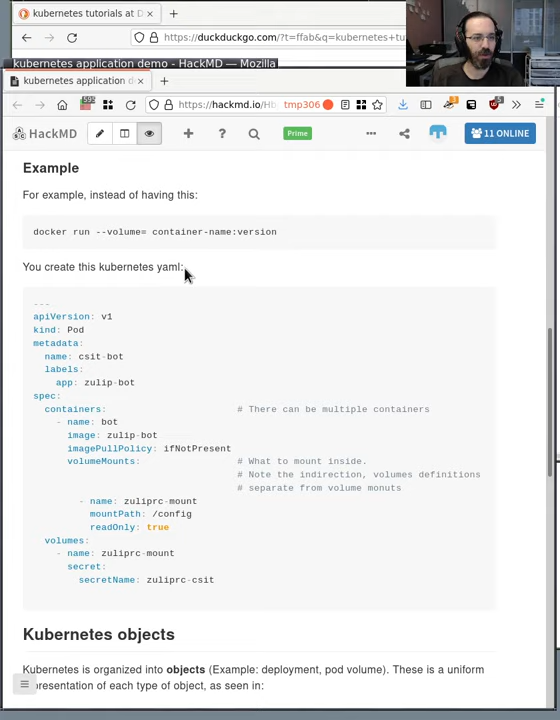 kubernetes tutorials at D
https://duckduckgo.com/?t=ffab&q=kubernetes+tu
kubernetes application demo - HackMD — Mozilla
kubernetes application d
https://hackmd.io/Hb tmp306
HackMD
Prime
11 ONLINE
Example
For example, instead of having this:
docker run --volume= container-name:version
You create this kubernetes yaml:
---
apiVersion: v1
kind: Pod
metadata:
  name: csit-bot
  labels:
    app: zulip-bot
spec:
  containers: # There can be multiple containers
    - name: bot
      image: zulip-bot
      imagePullPolicy: ifNotPresent
      volumeMounts: # What to mount inside.
# Note the indirection, volumes definitions
# separate from volume monuts
        - name: zuliprc-mount
          mountPath: /config
          readOnly: true
  volumes:
    - name: zuliprc-mount
      secret:
        secretName: zuliprc-csit
Kubernetes objects
Kubernetes is organized into objects (Example: deployment, pod volume). These is a uniform
presentation of each type of object, as seen in: